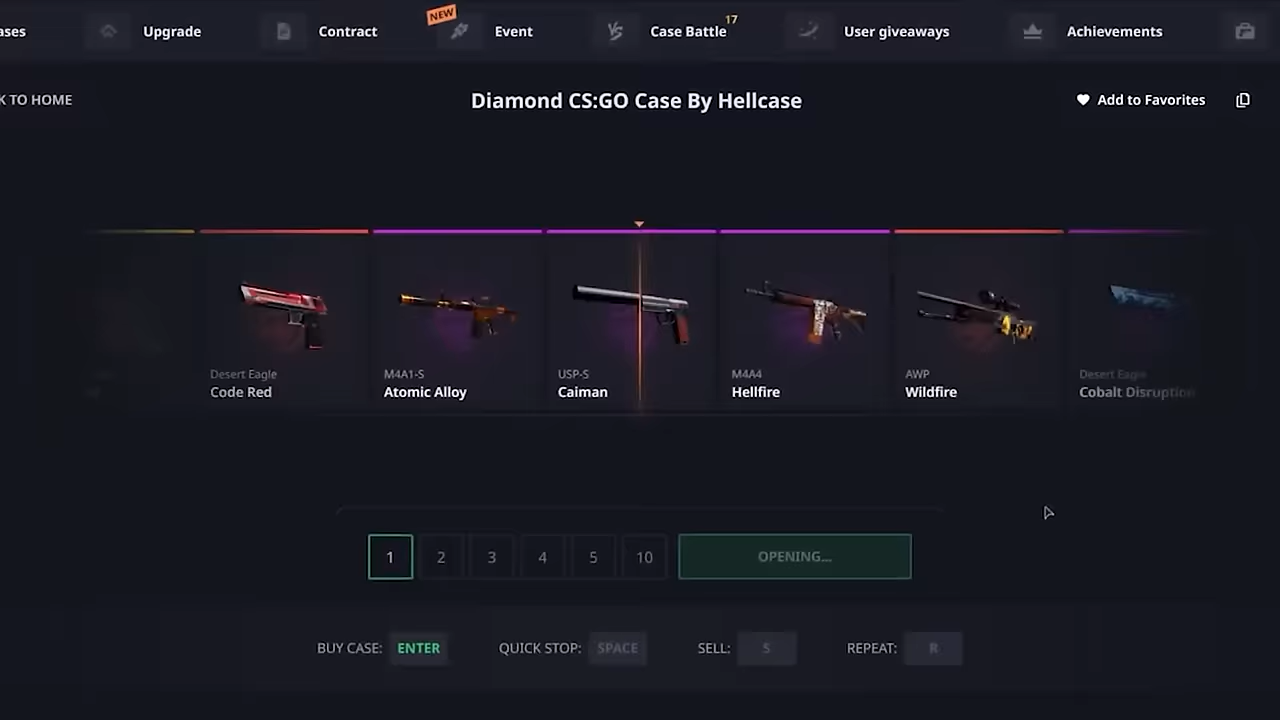 ases
Upgrade
Contract
NEW
Event
Case Battle
17
User giveaways
Achievements
K TO HOME
Diamond CS:GO Case By Hellcase
Add to Favorites
Desert Eagle
Code Red
M4A1-S
Atomic Alloy
USP-S
Caiman
M4A4
Hellfire
AWP
Wildfire
Desert Eagle
Cobalt Disruption
1
2
3
4
5
10
OPENING...
BUY CASE: ENTER
QUICK STOP: SPACE
SELL: S
REPEAT: R